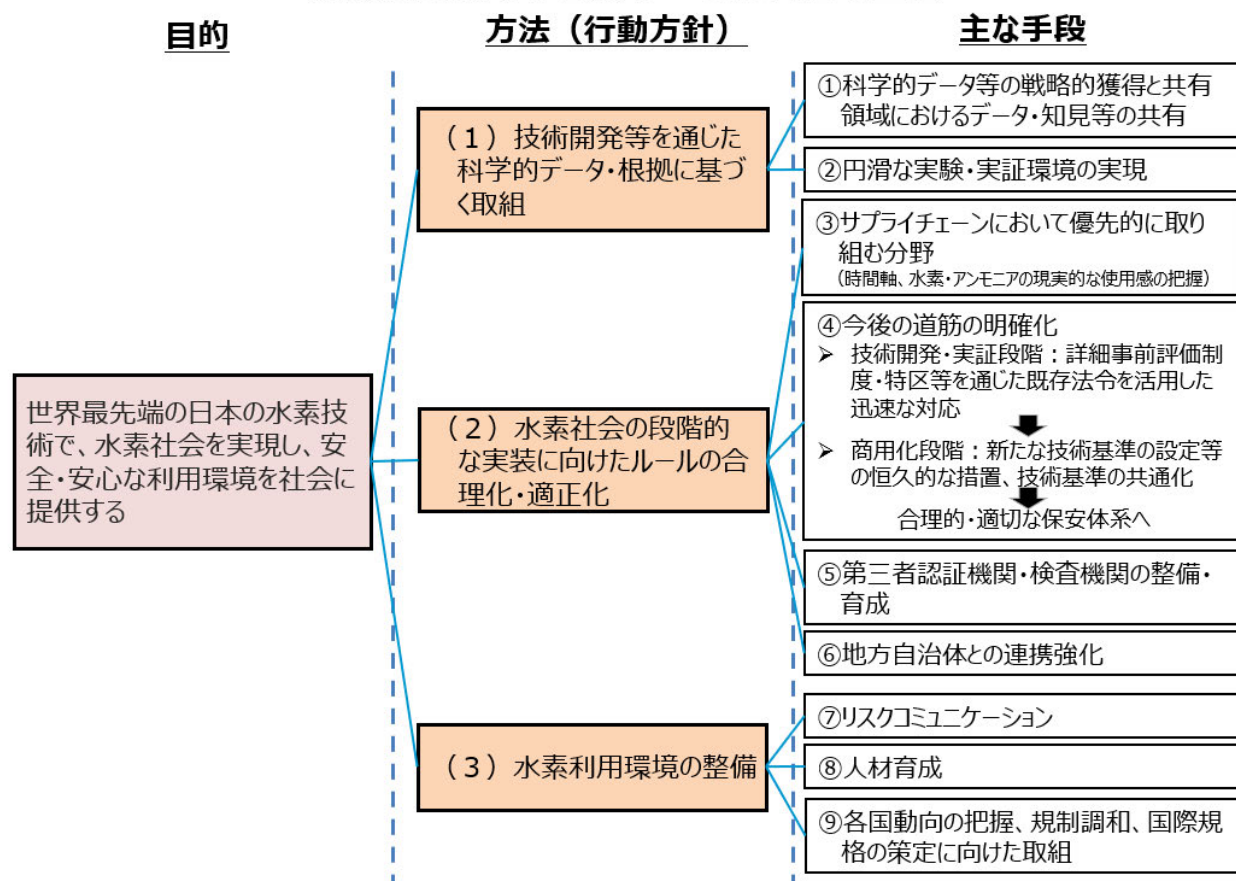 目的
方法（行動方針）
主な手段
世界最先端の日本の水素技
術で、水素社会を実現し、安
全・安心な利用環境を社会に
提供する
（１）技術開発等を通じた
科学的データ・根拠に基づ
く取組
（２）水素社会の段階的
な実装に向けたルールの合
理化・適正化
（３）水素利用環境の整備
①科学的データ等の戦略的獲得と共有
領域におけるデータ・知見等の共有
②円滑な実験・実証環境の実現
③サプライチェーンにおいて優先的に取り
組む分野
（時間軸、水素・アンモニアの現実的な使用感の把握）
④今後の道筋の明確化
➢ 技術開発・実証段階：詳細事前評価制
度・特区等を通じた既存法令を活用した
迅速な対応
➢ 商用化段階：新たな技術基準の設定等
の恒久的な措置、技術基準の共通化
合理的・適切な保安体系へ
⑤第三者認証機関・検査機関の整備・
育成
⑥地方自治体との連携強化
⑦リスクコミュニケーション
⑧人材育成
⑨各国動向の把握、規制調和、国際規
格の策定に向けた取組